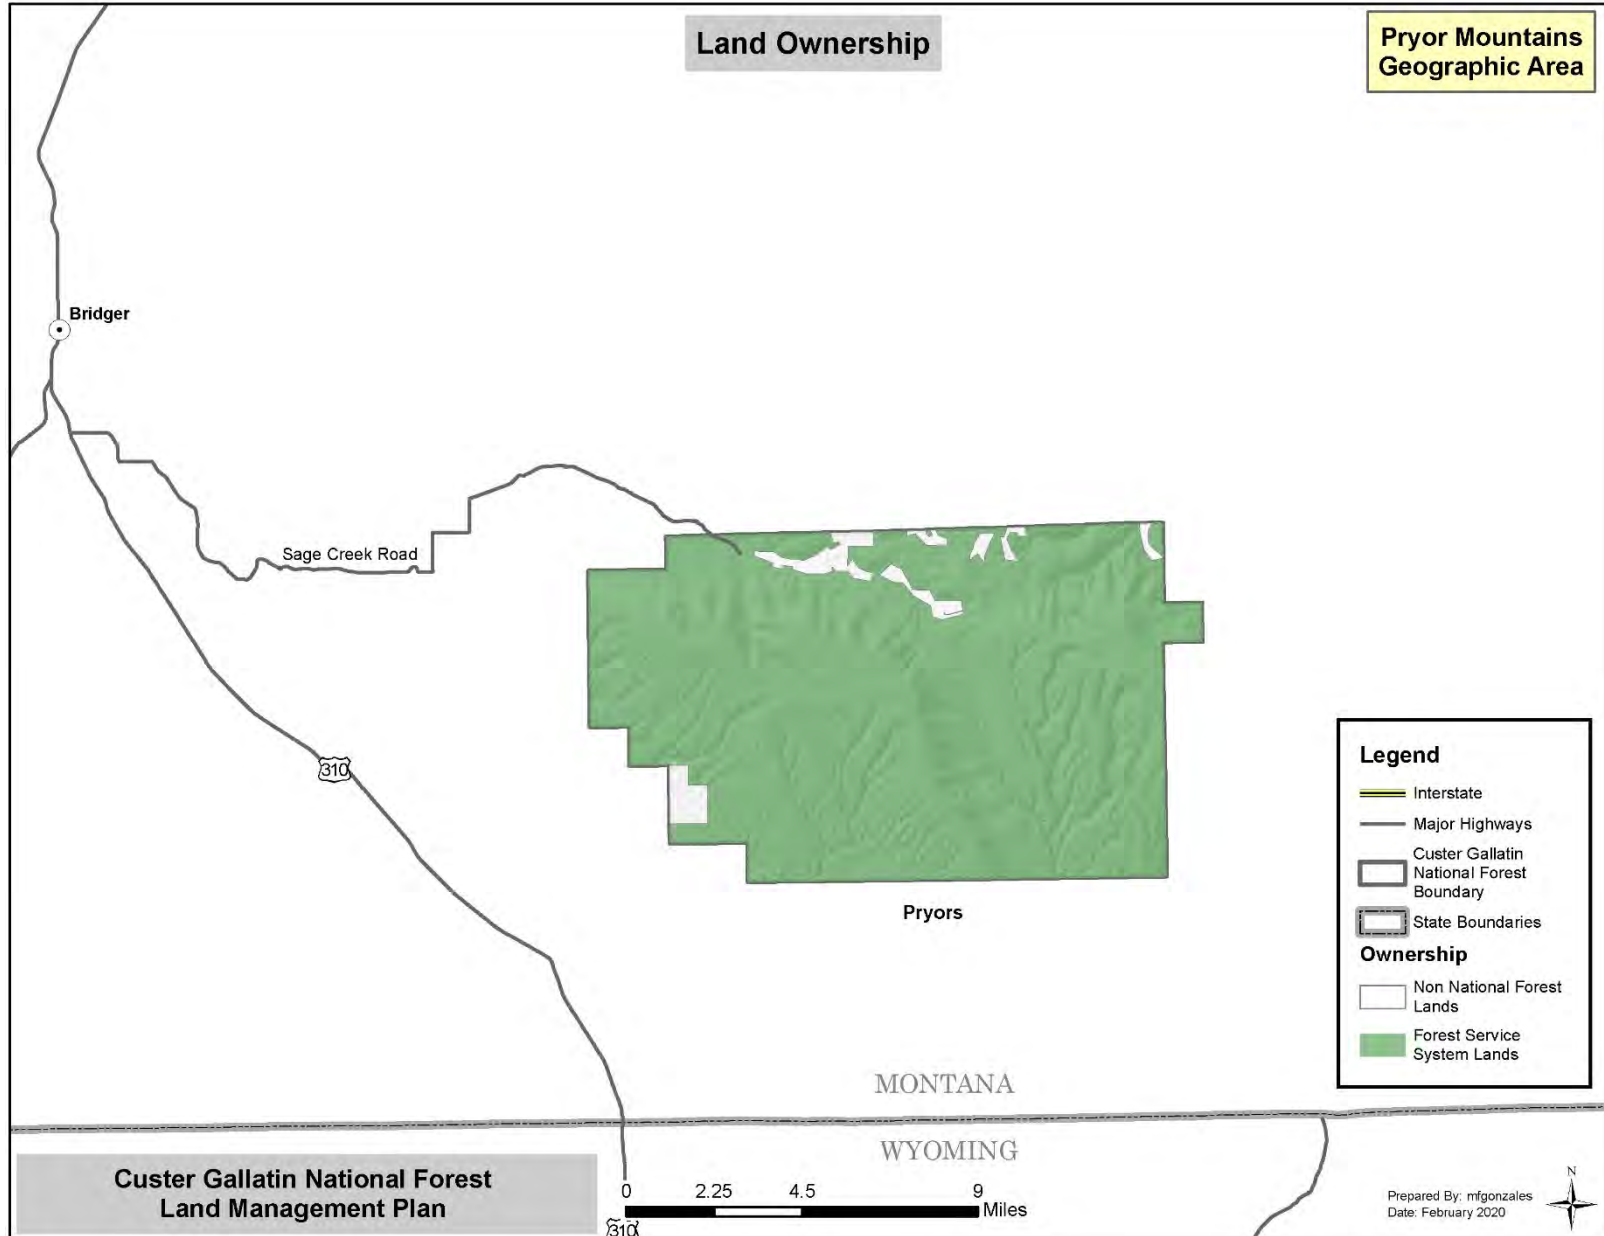 Land Ownership
Pryor Mountains
Geographic Area
Bridger
Sage Creek Road
310
Pryors
Legend
Interstate
Major Highways
Custer Gallatin
National Forest
Boundary
State Boundaries
Ownership
Non National Forest
Lands
Forest Service
System Lands
MONTANA
WYOMING
Custer Gallatin National Forest
Land Management Plan
0 2.25 4.5 9
Miles
310
N
Prepared By: mfgonzales
Date: February 2020